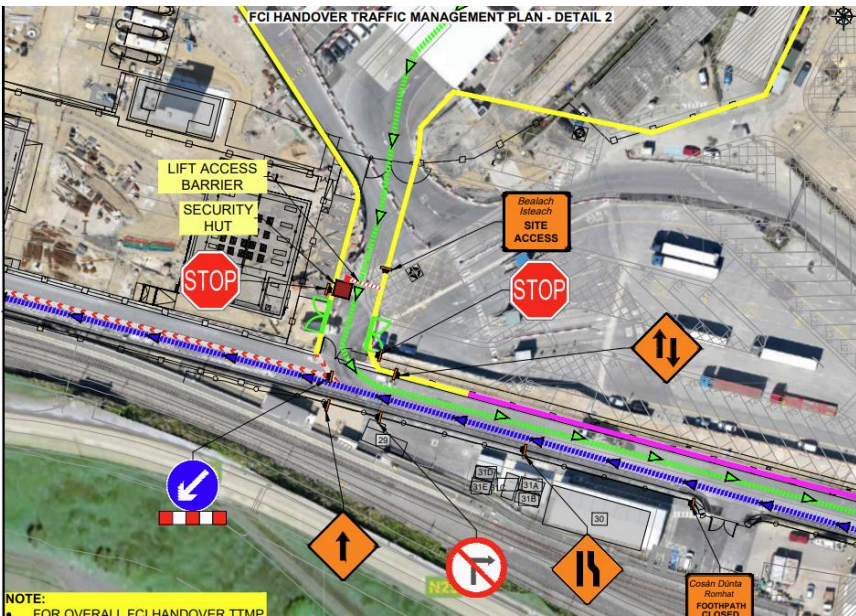 FCI HANDOVER TRAFFIC MANAGEMENT PLAN - DETAIL 2
LIFT ACCESS
BARRIER
SECURITY
HUT
Bealach
Isteach
SITE
ACCESS
STOP
STOP
29
31D
31E
31C
31A
31B
30
Cosán Dúnta
Romhat
FOOTPATH
CLOSED
NOTE:
• FOR OVERALL FCI HANDOVER TTMP